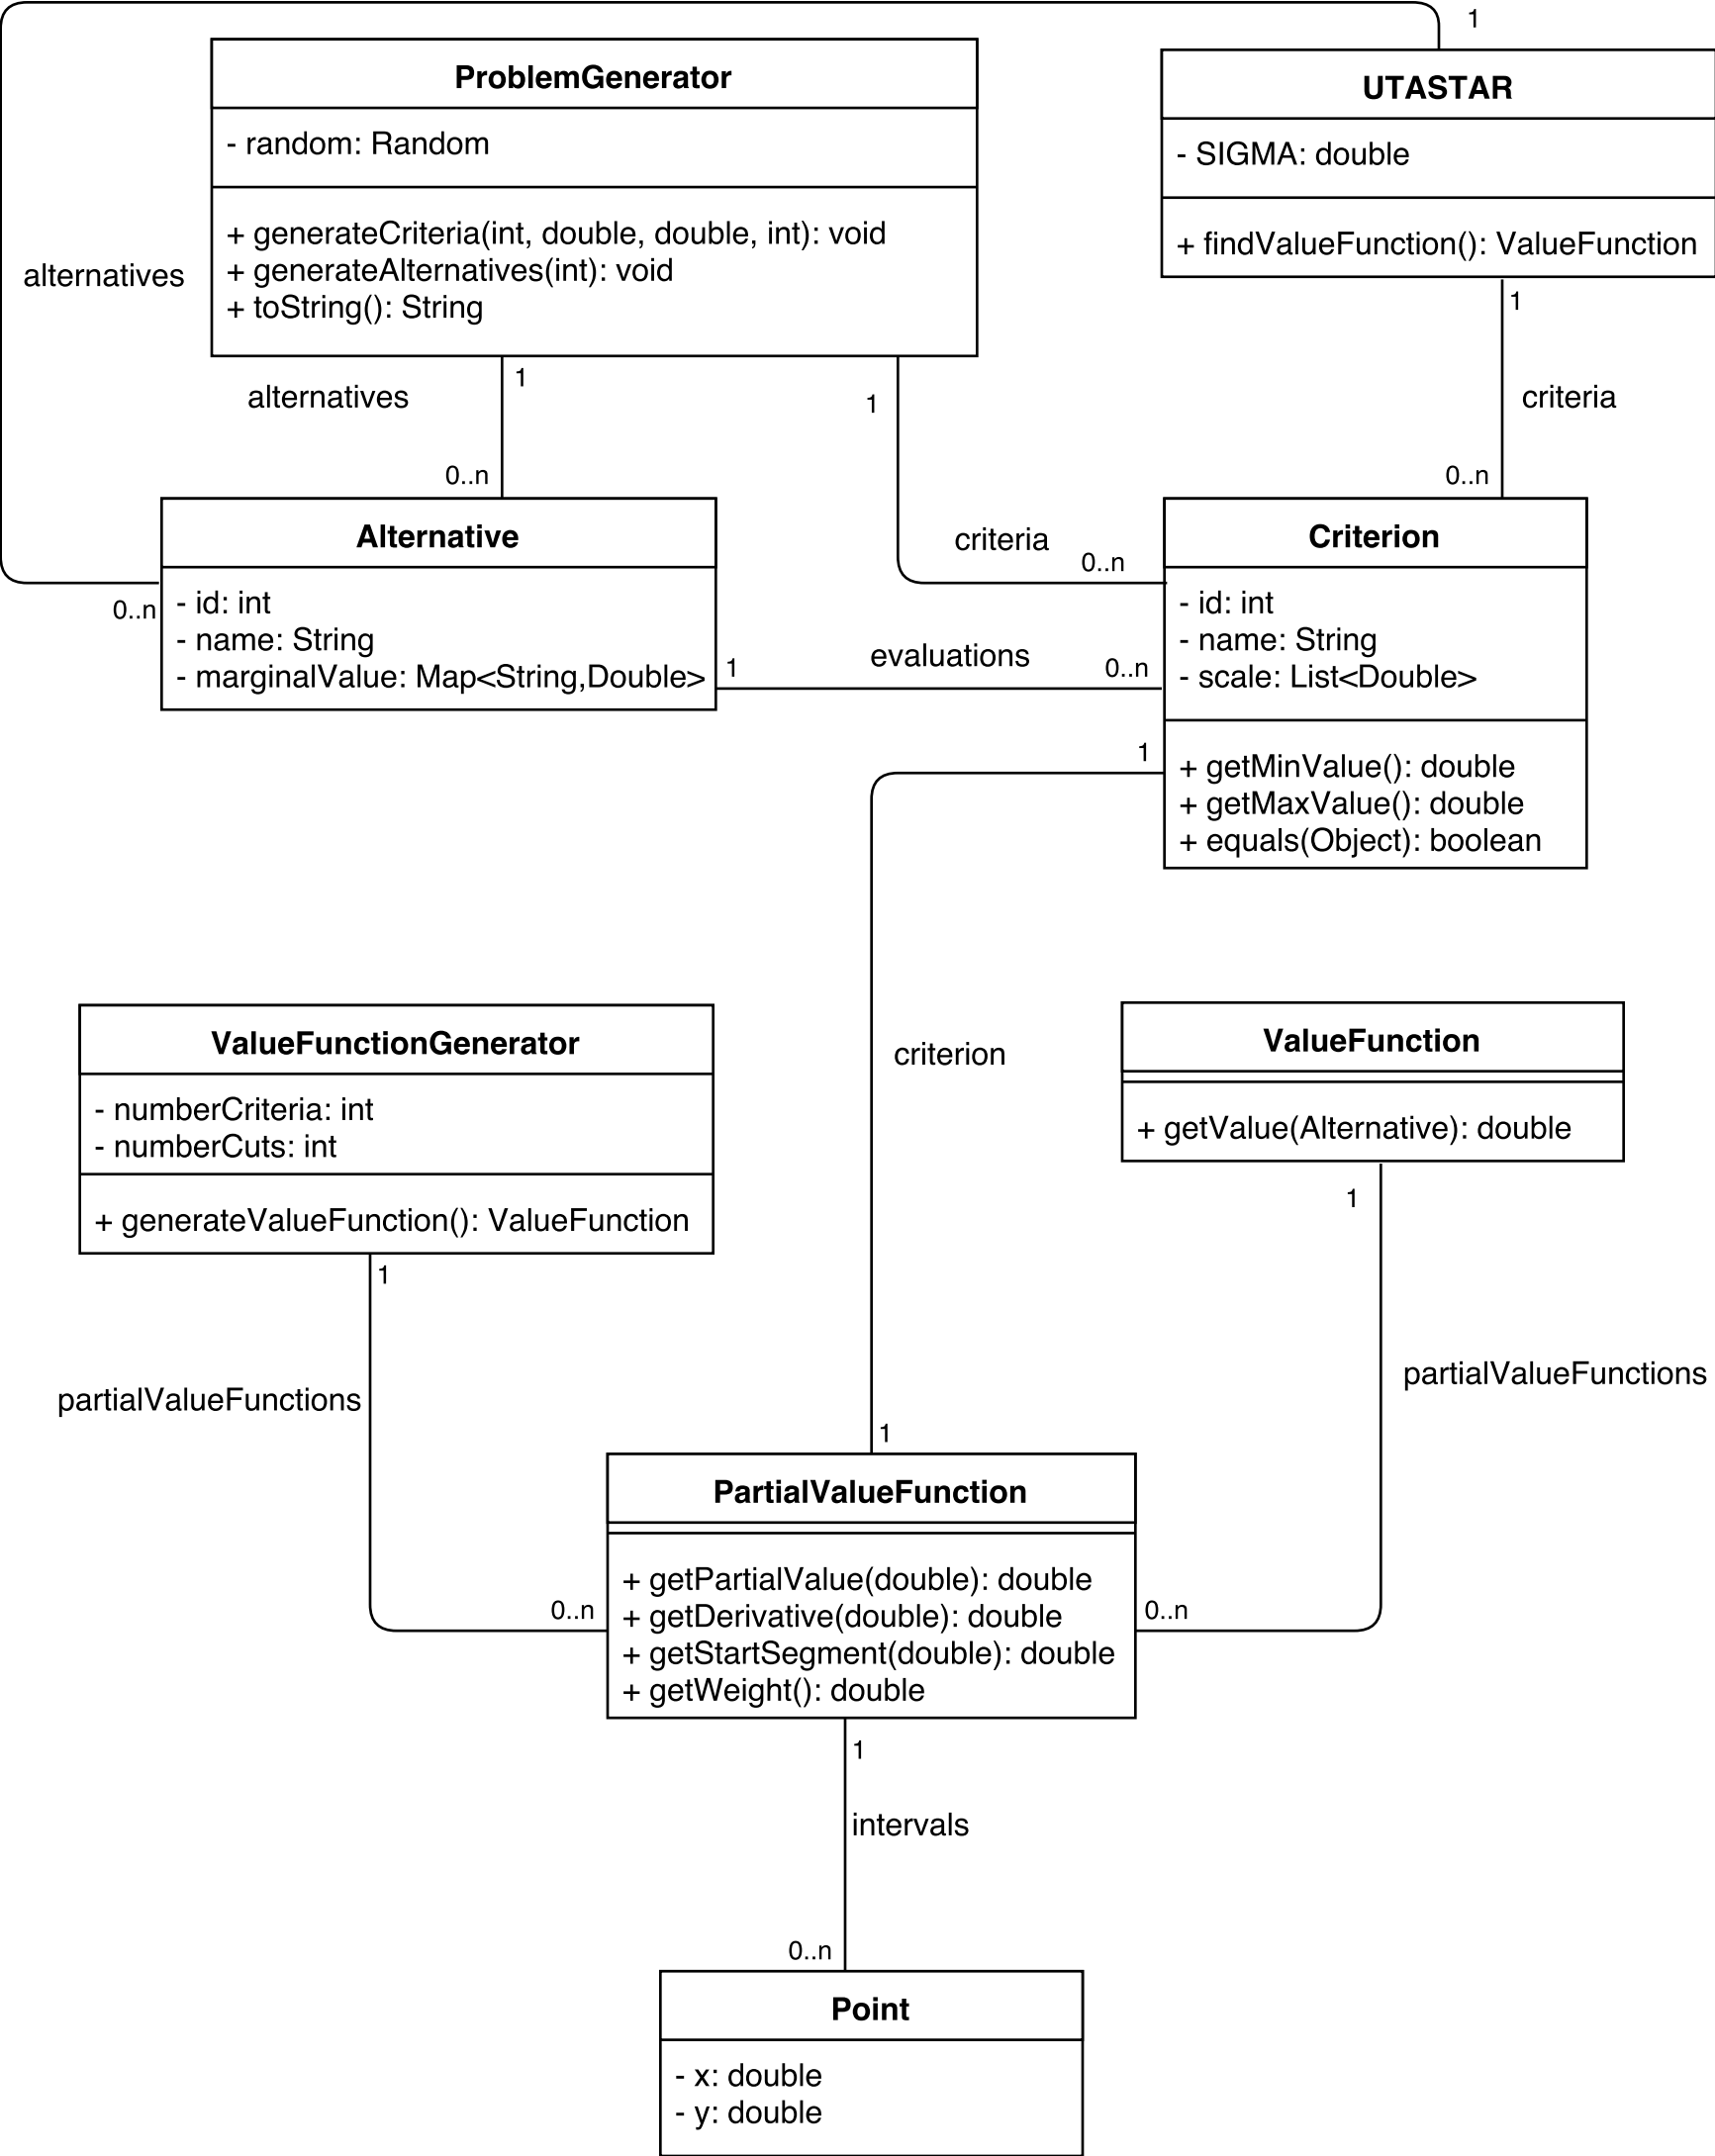 1
ProblemGenerator
- random: Random
+ generateCriteria(int, double, double, int): void
+ generateAlternatives(int): void
+ toString(): String
UTASTAR
- SIGMA: double
+ findValueFunction(): ValueFunction
alternatives
1
alternatives
0..n
1
criteria
0..n
1
criteria
0..n
0..n
Alternative
- id: int
- name: String
- marginalValue: Map<String,Double>
1
evaluations
0..n
Criterion
- id: int
- name: String
- scale: List<Double>
+ getMinValue(): double
+ getMaxValue(): double
+ equals(Object): boolean
1
criterion
1
ValueFunctionGenerator
- numberCriteria: int
- numberCuts: int
+ generateValueFunction(): ValueFunction
1
partialValueFunctions
0..n
ValueFunction
+ getValue(Alternative): double
1
partialValueFunctions
0..n
PartialValueFunction
+ getPartialValue(double): double
+ getDerivative(double): double
+ getStartSegment(double): double
+ getWeight(): double
1
intervals
0..n
Point
- x: double
- y: double